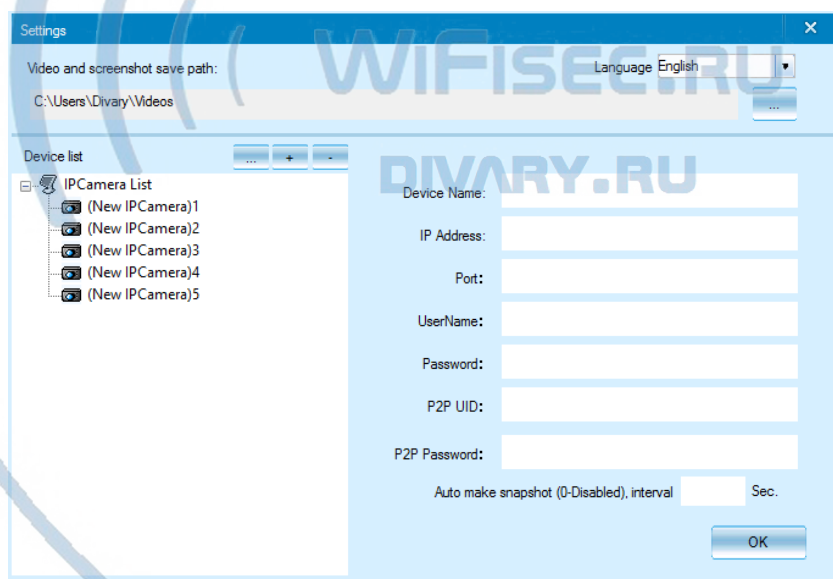 Settings
WiFiSEC.RU
Video and screenshot save path:
Language English
C:\Users\Divary\Videos
...
Device list
... + -
DIVARY.RU
IPCamera List
(New IPCamera)1
(New IPCamera)2
(New IPCamera)3
(New IPCamera)4
(New IPCamera)5
Device Name:
IP Address:
Port:
UserName:
Password:
P2P UID:
P2P Password:
Auto make snapshot (0-Disabled), interval Sec.
OK